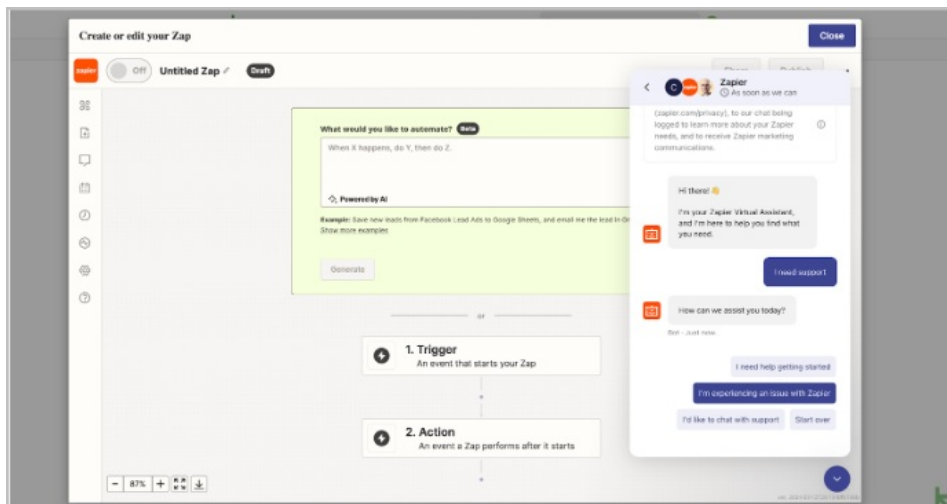 Create or edit your Zap
Close
zapier
Off
Untitled Zap
Draft
Share
Publish
What would you like to automate? Beta
When X happens, do Y, then do Z.
Powered by AI
Example: Save new leads from Facebook Lead Ads to Google Sheets, and email me the lead in
Show more examples
Generate
or
1. Trigger
An event that starts your Zap
2. Action
An event a Zap performs after it starts
87%
Zapier
As soon as we can
(zapier.com/privacy), to our chat being
logged to learn more about your Zapier
needs, and to receive Zapier marketing
communications.
Hi there! 👋
I'm your Zapier Virtual Assistant,
and I'm here to help you find what
you need.
I need support
How can we assist you today?
Bot - Just now
I need help getting started
I'm experiencing an issue with Zapier
I'd like to chat with support
Start over